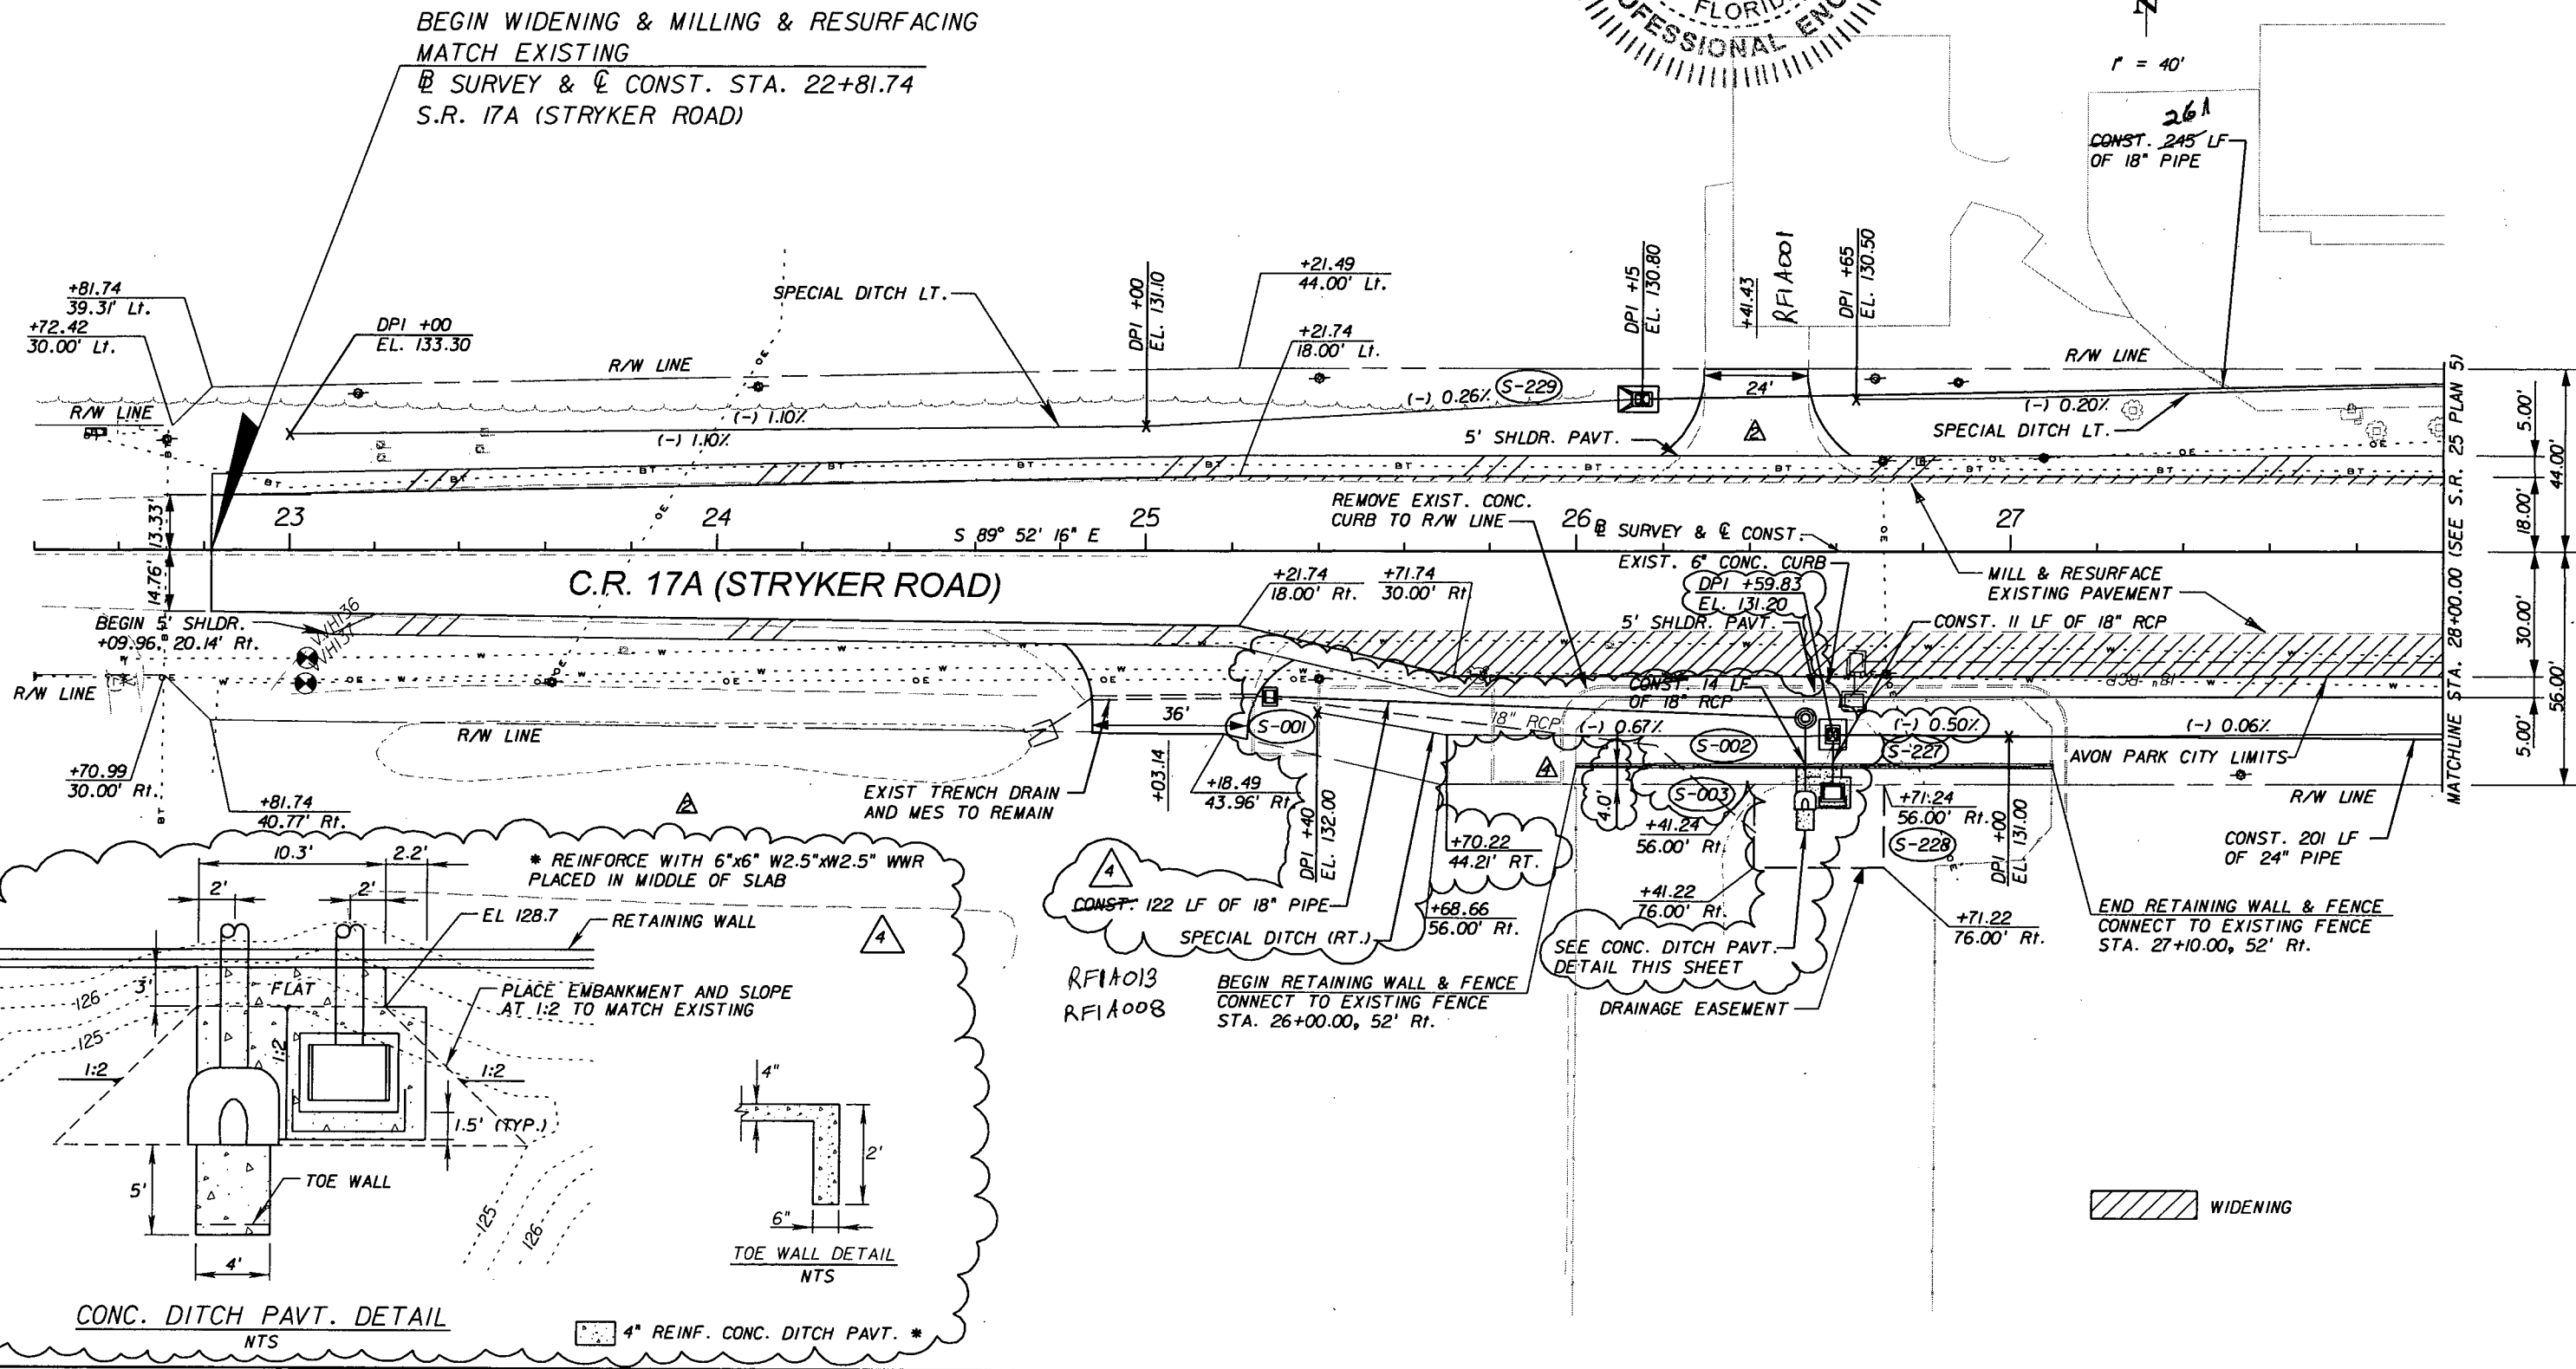 BEGIN WIDENING & MILLING & RESURFACING
MATCH EXISTING
℄ SURVEY & ℄ CONST. STA. 22+81.74
S.R. 17A (STRYKER ROAD)
FLORID
OFESSIONAL ENG
1" = 40'
261
CONST. 245 LF
OF 18" PIPE
+81.74
39.31' Lt.
+72.42
30.00' Lt.
DPI +00
EL. 133.30
SPECIAL DITCH LT.
DPI +00
EL. 131.10
+21.49
44.00' Lt.
+21.74
18.00' Lt.
DPI +15
EL. 130.80
+41.43
RFIA001
DPI +65
EL. 130.50
R/W LINE
R/W LINE
R/W LINE
(-) 1.10%
(-) 1.10%
(-) 0.26%
S-229
24'
(-) 0.20%
5' SHLDR. PAVT.
2
SPECIAL DITCH LT.
MATCHLINE STA. 28+00.00 (SEE S.R. 25 PLAN 5)
5.00'
44.00'
18.00'
30.00'
56.00'
5.00'
13.33'
14.76'
23
24
25
26
27
S 89° 52' 16" E
REMOVE EXIST. CONC.
CURB TO R/W LINE
℄ SURVEY & ℄ CONST.
EXIST. 6" CONC. CURB
C.R. 17A (STRYKER ROAD)
+21.74
18.00' Rt.
+71.74
30.00' Rt.
DPI +59.83
EL. 131.20
5' SHLDR. PAVT.
MILL & RESURFACE
EXISTING PAVEMENT
CONST. 11 LF OF 18" RCP
BEGIN 5' SHLDR.
+09.96, 20.14' Rt.
VVH136
VVH137
R/W LINE
R/W LINE
+70.99
30.00' Rt.
+81.74
40.77' Rt.
2
36'
S-001
+03.14
+18.49
43.96' Rt
EXIST TRENCH DRAIN
AND MES TO REMAIN
CONST. 14 LF
OF 18" RCP
18" RCP
18" RCP
(-) 0.67%
S-002
(-) 0.50%
S-227
(-) 0.06%
AVON PARK CITY LIMITS
R/W LINE
4
4.0'
S-003
+41.24
56.00' Rt.
+71.24
56.00' Rt.
S-228
DPI +00
EL. 131.00
CONST. 201 LF
OF 24" PIPE
DPI +40
EL. 132.00
+70.22
44.21' RT.
4
CONST. 122 LF OF 18" PIPE
SPECIAL DITCH (RT.)
+68.66
56.00' Rt.
+41.22
76.00' Rt.
+71.22
76.00' Rt.
SEE CONC. DITCH PAVT.
DETAIL THIS SHEET
END RETAINING WALL & FENCE
CONNECT TO EXISTING FENCE
STA. 27+10.00, 52' Rt.
RFIA013
RFIA008
BEGIN RETAINING WALL & FENCE
CONNECT TO EXISTING FENCE
STA. 26+00.00, 52' Rt.
DRAINAGE EASEMENT
10.3'
2.2'
* REINFORCE WITH 6"x6" W2.5"xW2.5" WWR
PLACED IN MIDDLE OF SLAB
2'
2'
EL 128.7
RETAINING WALL
4
3'
FLAT
126
125
PLACE EMBANKMENT AND SLOPE
AT 1:2 TO MATCH EXISTING
1:2
1:2
1:2
1.5' (TYP.)
5'
TOE WALL
4'
125
126
4"
2'
6"
TOE WALL DETAIL
NTS
CONC. DITCH PAVT. DETAIL
NTS
4" REINF. CONC. DITCH PAVT. *
WIDENING